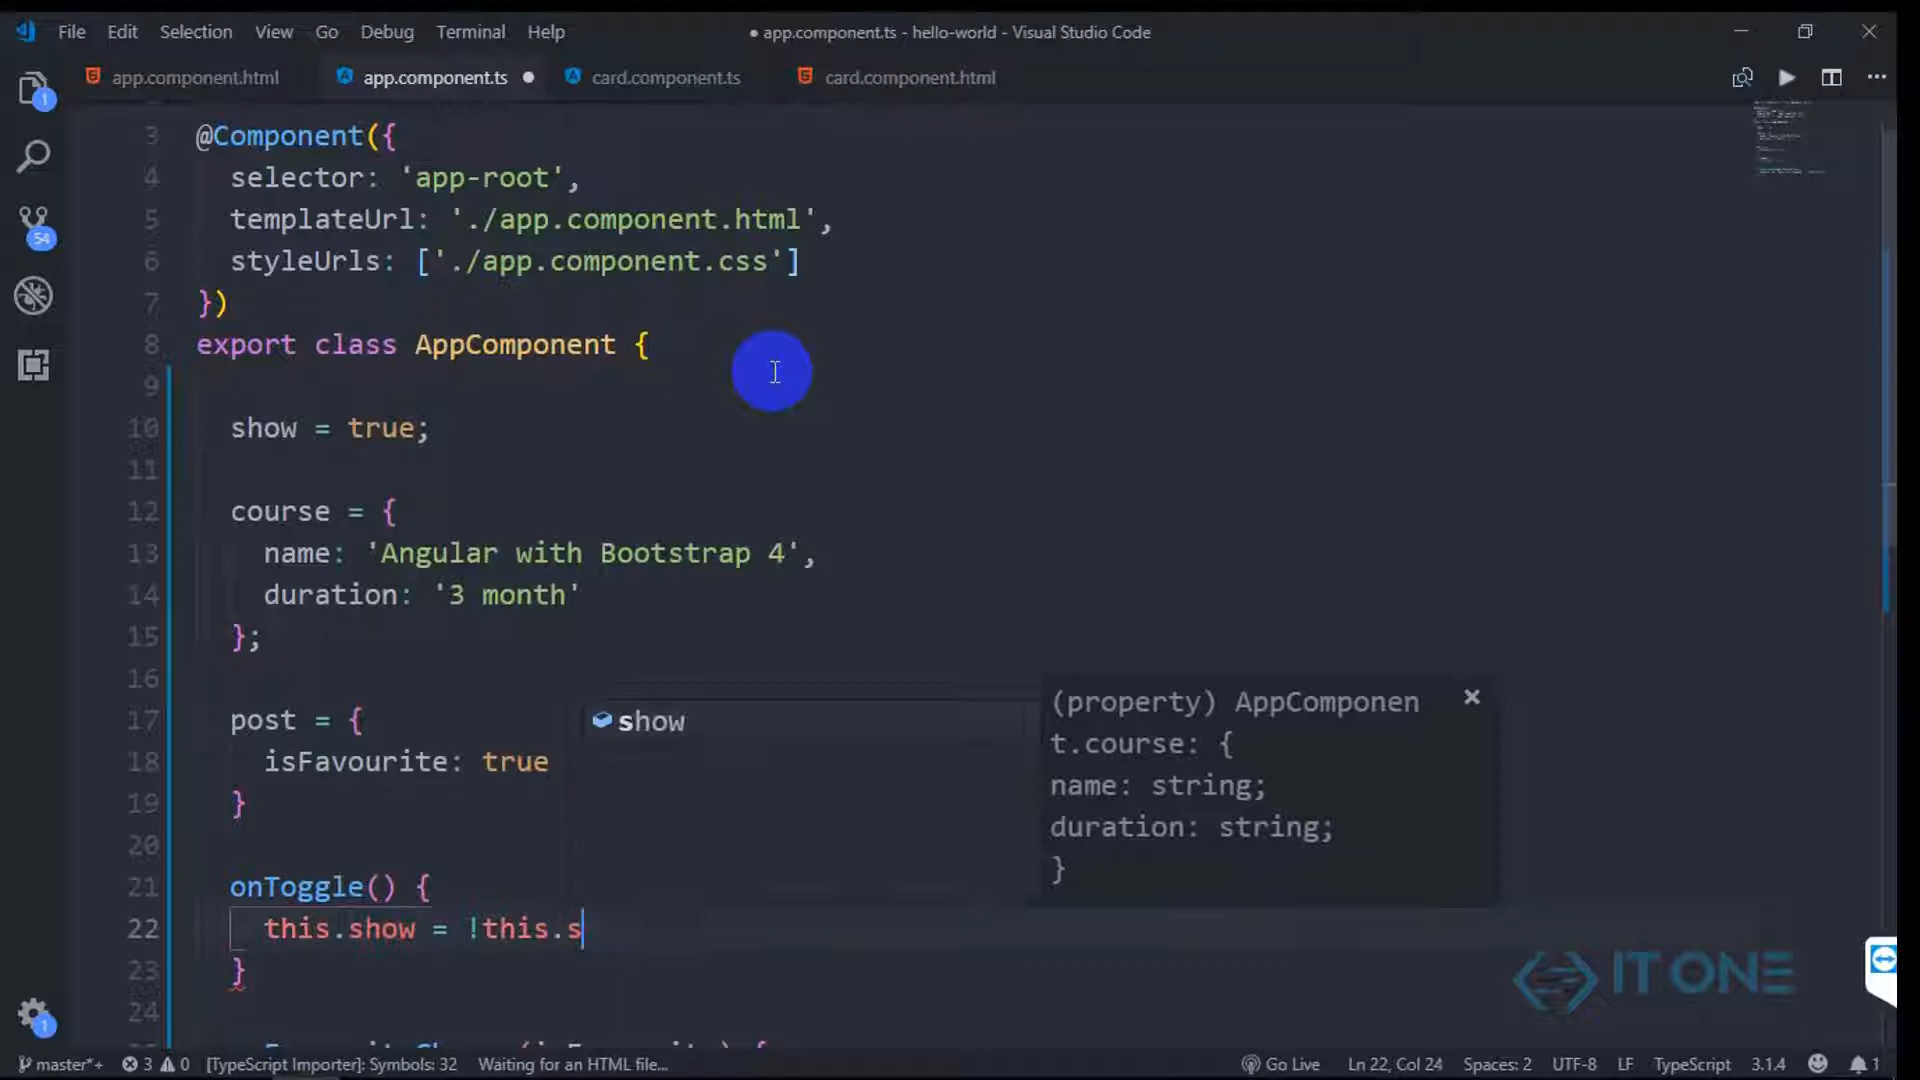 File Edit Selection View Go Debug Terminal Help
● app.component.ts - hello-world - Visual Studio Code
app.component.html app.component.ts ● card.component.ts card.component.html
1
54
1
3 @Component({
4 selector: 'app-root',
5 templateUrl: './app.component.html',
6 styleUrls: ['./app.component.css']
7 })
8 export class AppComponent {
9
10 show = true;
11
12 course = {
13 name: 'Angular with Bootstrap 4',
14 duration: '3 month'
15 };
16
17 post = {
18 isFavourite: true
19 }
20
21 onToggle() {
22 this.show = !this.s
23 }
24
show
(property) AppComponen
t.course: {
name: string;
duration: string;
}
IT ONE
master*+ 3 0 [TypeScript Importer]: Symbols: 32 Waiting for an HTML file... Go Live Ln 22, Col 24 Spaces: 2 UTF-8 LF TypeScript 3.1.4 1